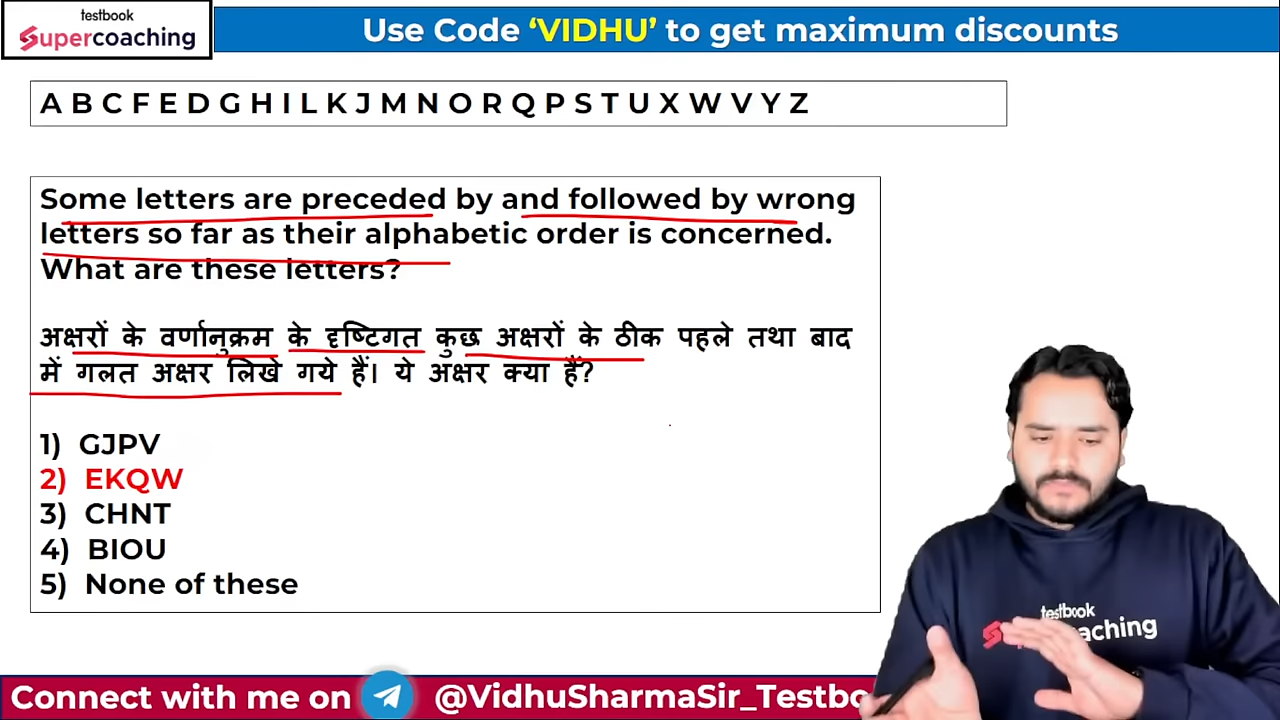 testbook
Supercoaching
Use Code ‘VIDHU’ to get maximum discounts
A B C F E D G H I L K J M N O R Q P S T U X W V Y Z
Some letters are preceded by and followed by wrong
letters so far as their alphabetic order is concerned.
What are these letters?
अक्षरों के वर्णानुक्रम के दृष्टिगत कुछ अक्षरों के ठीक पहले तथा बाद
में गलत अक्षर लिखे गये हैं। ये अक्षर क्या हैं?
1) GJPV
2) EKQW
3) CHNT
4) BIOU
5) None of these
testbook
Connect with me on @VidhuSharmaSir_Testbo